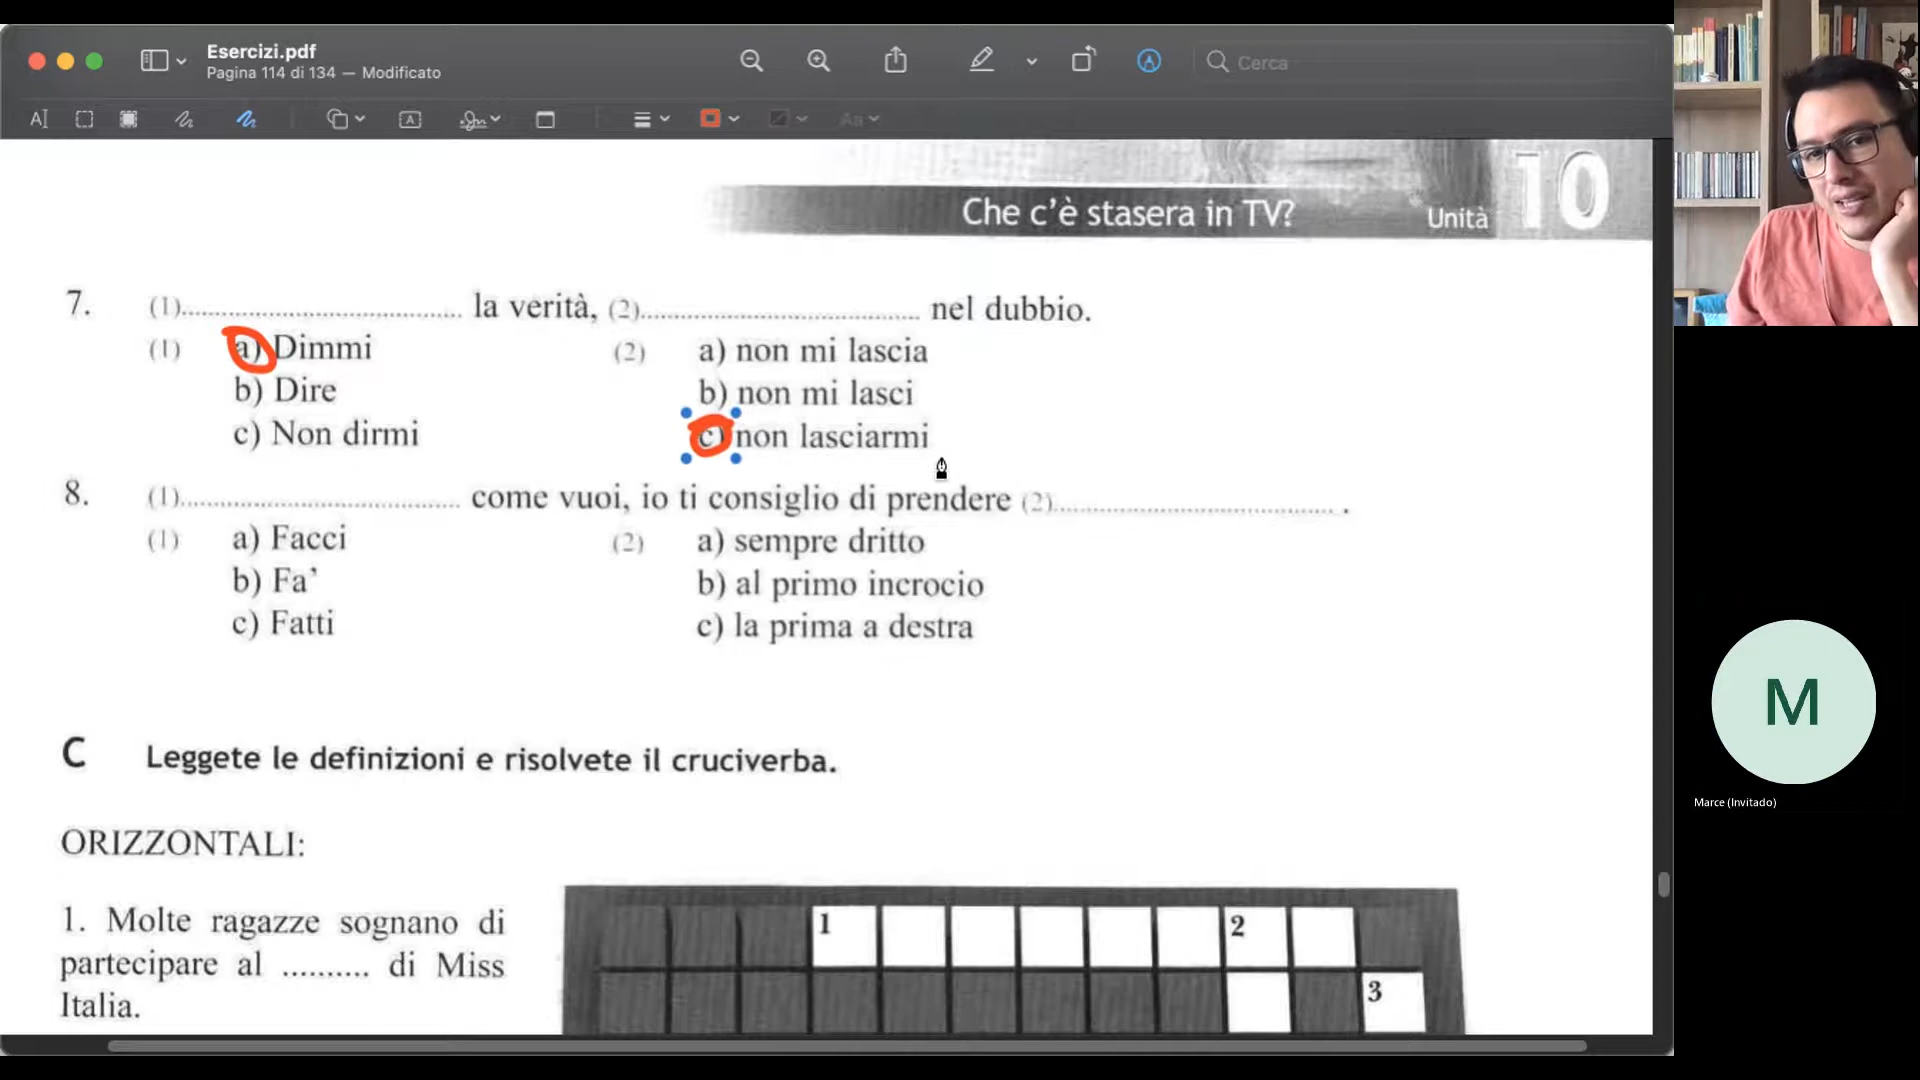 Esercizi.pdf
Pagina 114 di 134 — Modificato
Cerca
Che c'è stasera in TV?
Unità 10
7. (1)........................................ la verità, (2)........................................ nel dubbio.
(1) a) Dimmi (2) a) non mi lascia
b) Dire b) non mi lasci
c) Non dirmi c) non lasciarmi
8. (1)........................................ come vuoi, io ti consiglio di prendere (2)........................................ .
(1) a) Facci (2) a) sempre dritto
b) Fa' b) al primo incrocio
c) Fatti c) la prima a destra
C Leggete le definizioni e risolvete il cruciverba.
ORIZZONTALI:
1. Molte ragazze sognano di
partecipare al .......... di Miss
Italia.
1 2
3
M
Marce (Invitado)